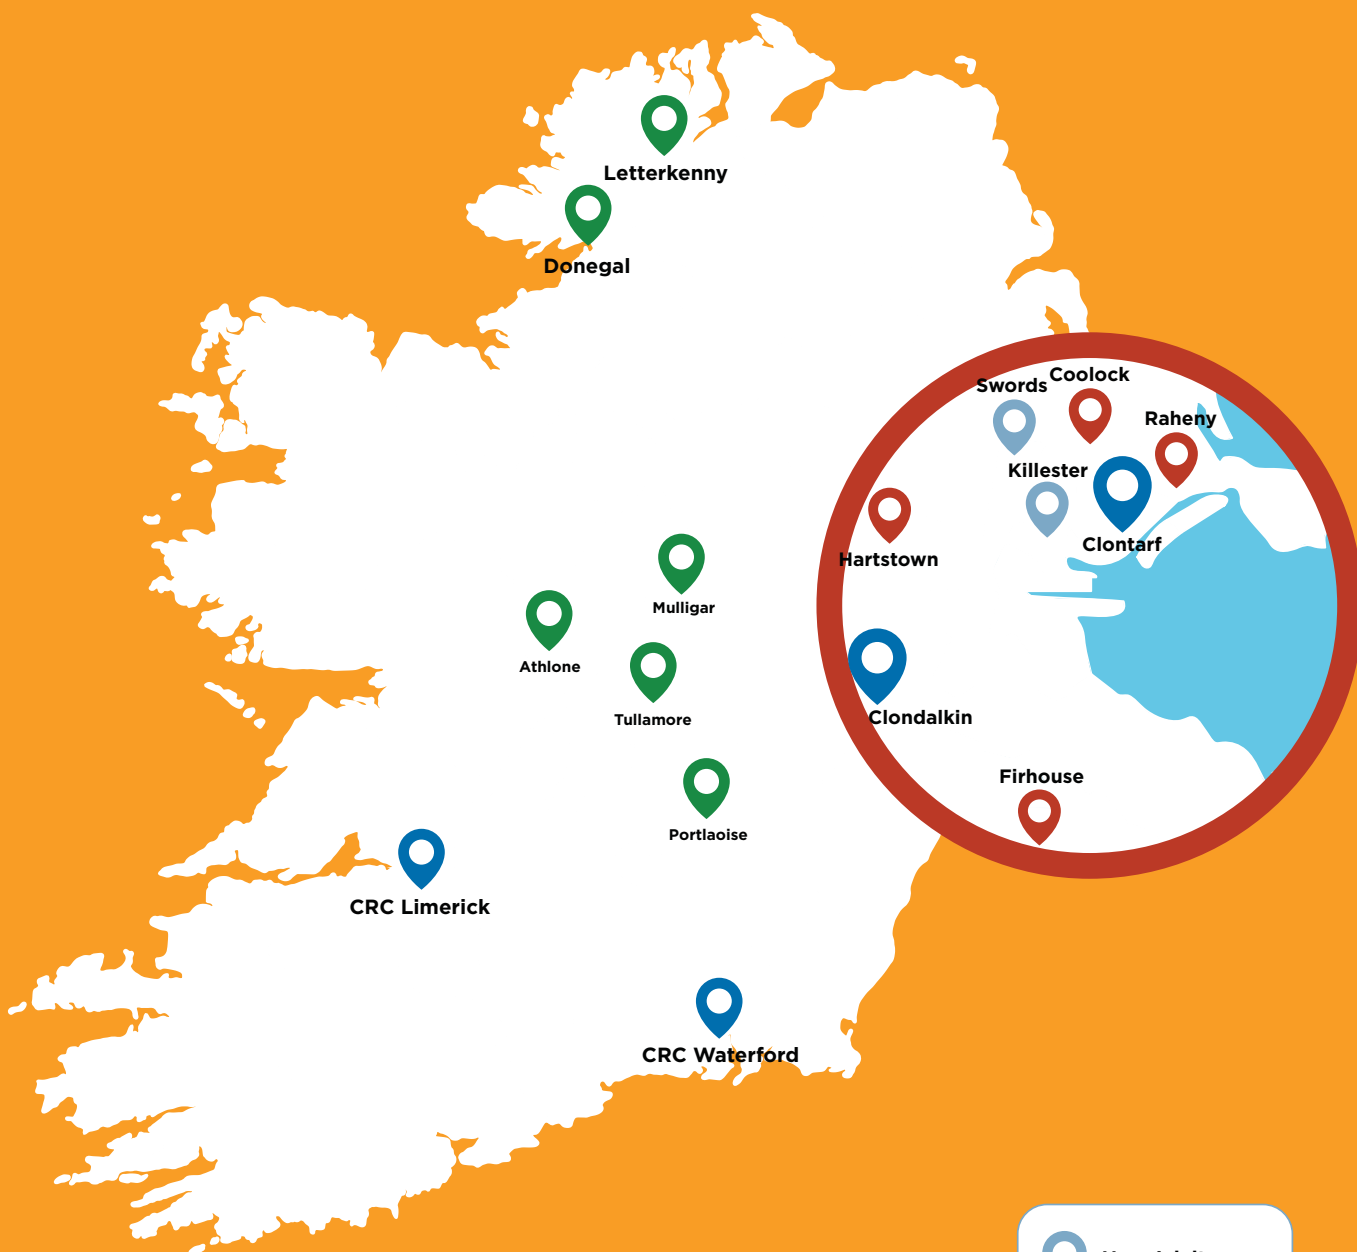 Letterkenny
Donegal
Swords
Coolock
Raheny
Killester
Hartstown
Clontarf
Mulligar
Athlone
Tullamore
Clondalkin
Firhouse
Portlaoise
CRC Limerick
CRC Waterford